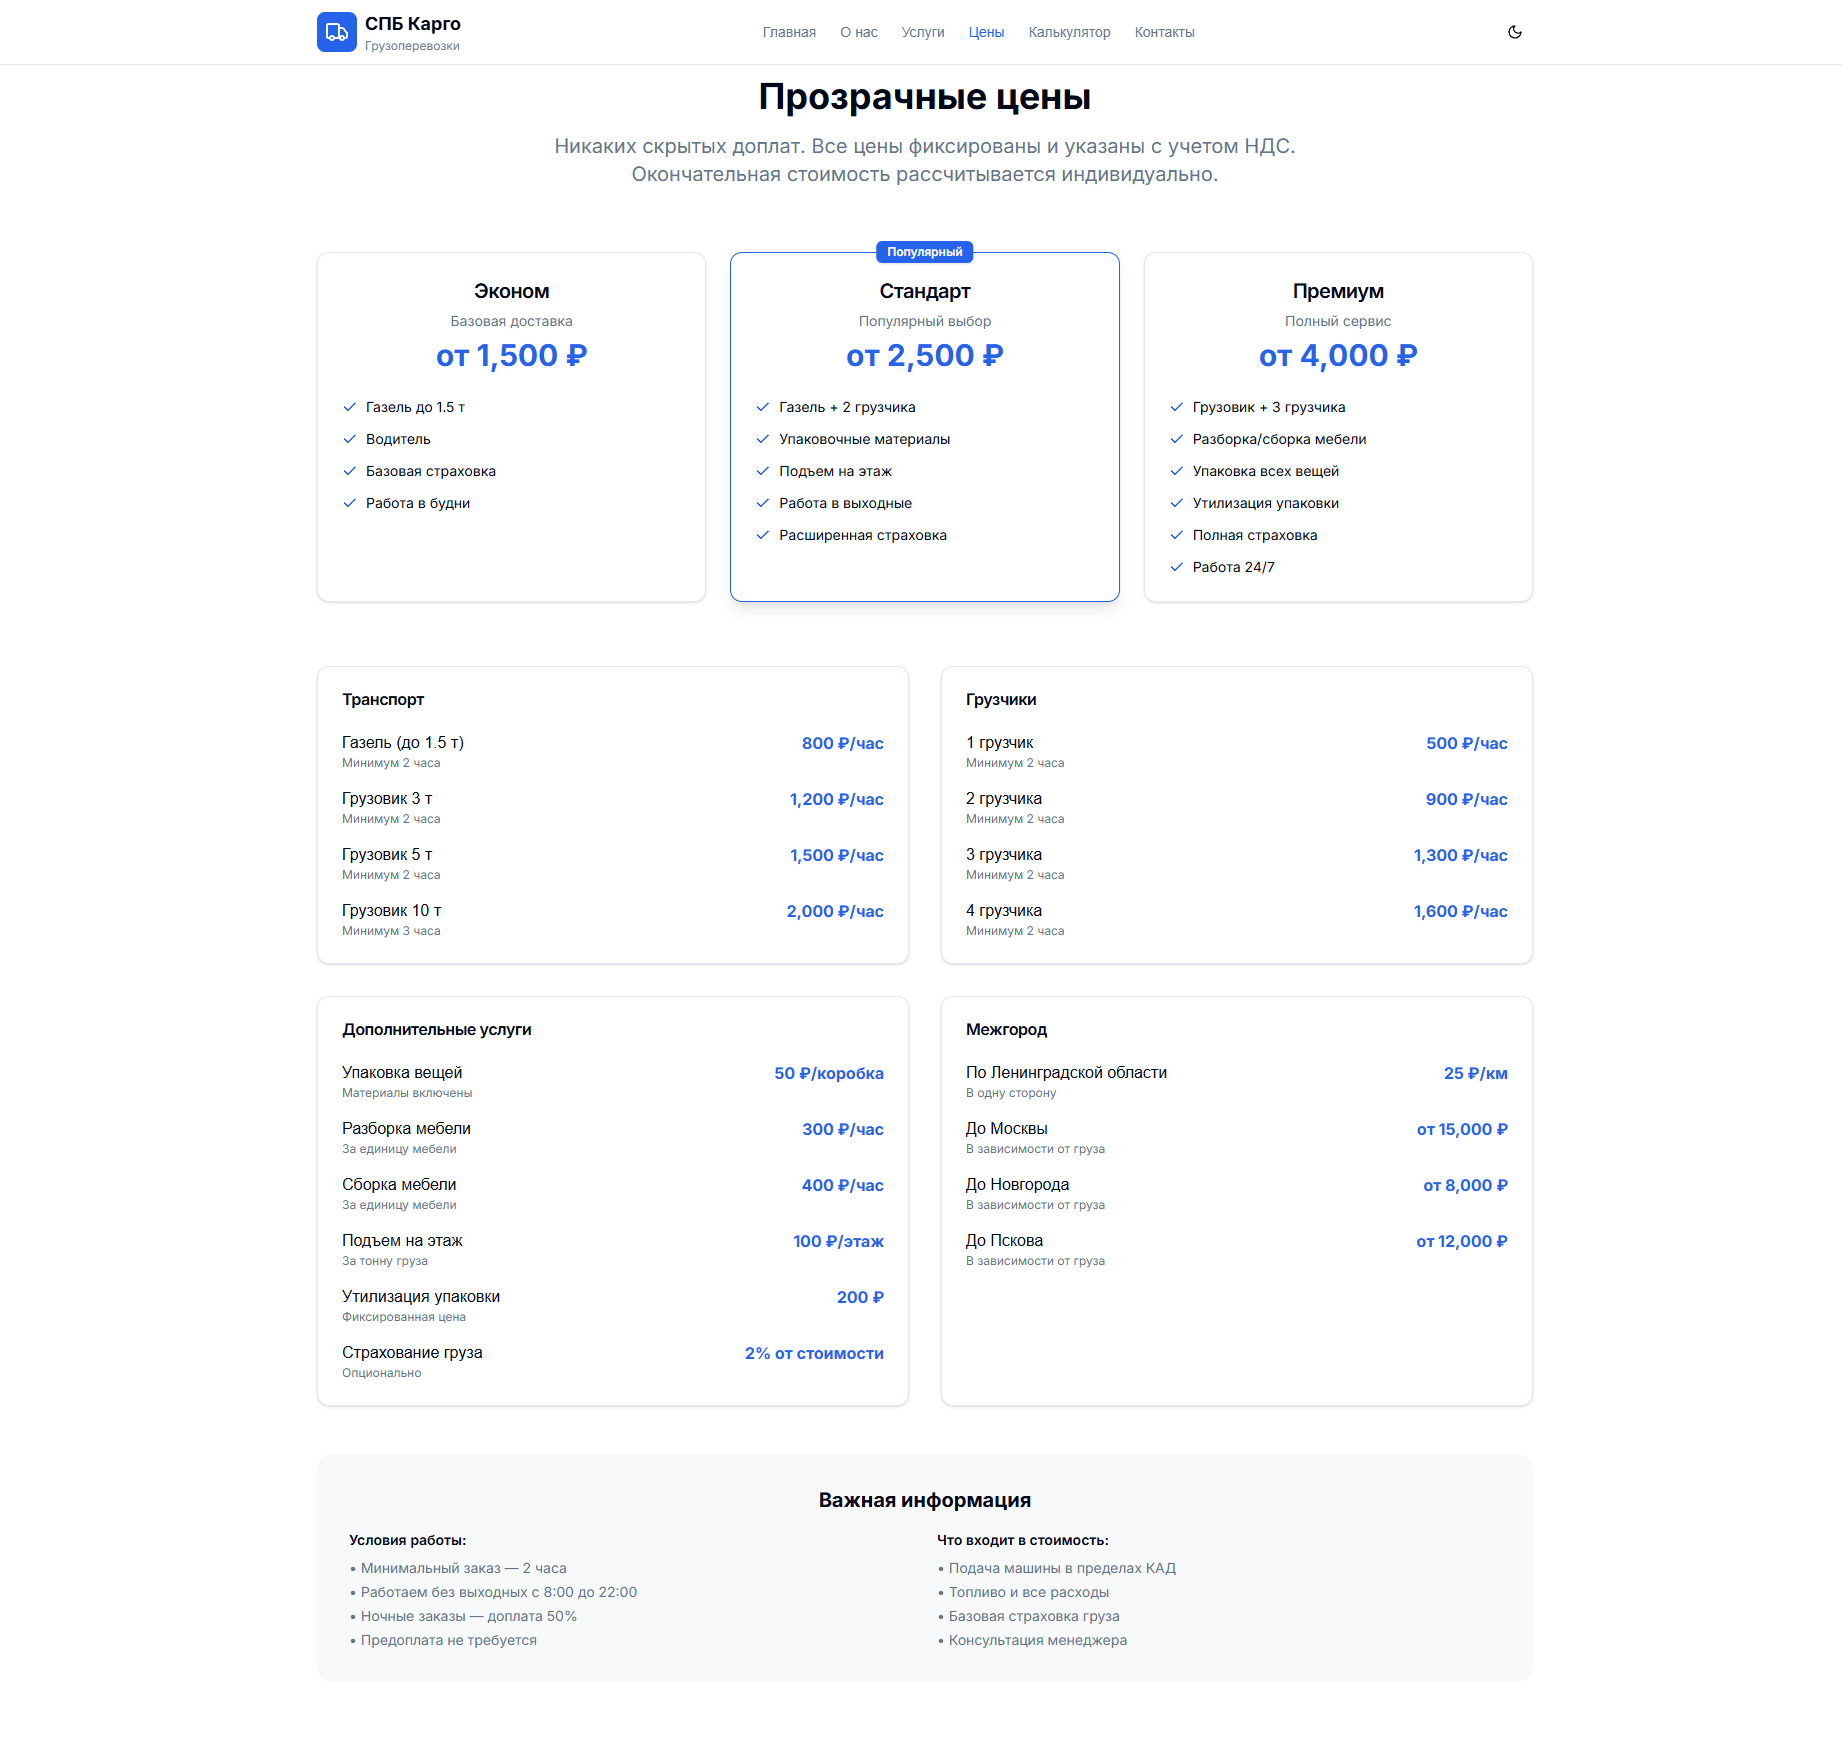 СПБ Карго
Грузоперевозки
Главная О нас Услуги Цены Калькулятор Контакты
Прозрачные цены
Никаких скрытых доплат. Все цены фиксированы и указаны с учетом НДС.
Окончательная стоимость рассчитывается индивидуально.
Эконом
Базовая доставка
от 1,500 ₽
Газель до 1.5 т
Водитель
Базовая страховка
Работа в будни
Популярный
Стандарт
Популярный выбор
от 2,500 ₽
Газель + 2 грузчика
Упаковочные материалы
Подъем на этаж
Работа в выходные
Расширенная страховка
Премиум
Полный сервис
от 4,000 ₽
Грузовик + 3 грузчика
Разборка/сборка мебели
Упаковка всех вещей
Утилизация упаковки
Полная страховка
Работа 24/7
Транспорт
Газель (до 1.5 т) 800 ₽/час
Минимум 2 часа
Грузовик 3 т 1,200 ₽/час
Минимум 2 часа
Грузовик 5 т 1,500 ₽/час
Минимум 2 часа
Грузовик 10 т 2,000 ₽/час
Минимум 3 часа
Грузчики
1 грузчик 500 ₽/час
Минимум 2 часа
2 грузчика 900 ₽/час
Минимум 2 часа
3 грузчика 1,300 ₽/час
Минимум 2 часа
4 грузчика 1,600 ₽/час
Минимум 2 часа
Дополнительные услуги
Упаковка вещей 50 ₽/коробка
Материалы включены
Разборка мебели 300 ₽/час
За единицу мебели
Сборка мебели 400 ₽/час
За единицу мебели
Подъем на этаж 100 ₽/этаж
За тонну груза
Утилизация упаковки 200 ₽
Фиксированная цена
Страхование груза 2% от стоимости
Опционально
Межгород
По Ленинградской области 25 ₽/км
В одну сторону
До Москвы от 15,000 ₽
В зависимости от груза
До Новгорода от 8,000 ₽
В зависимости от груза
До Пскова от 12,000 ₽
В зависимости от груза
Важная информация
Условия работы:
• Минимальный заказ — 2 часа
• Работаем без выходных с 8:00 до 22:00
• Ночные заказы — доплата 50%
• Предоплата не требуется
Что входит в стоимость:
• Подача машины в пределах КАД
• Топливо и все расходы
• Базовая страховка груза
• Консультация менеджера